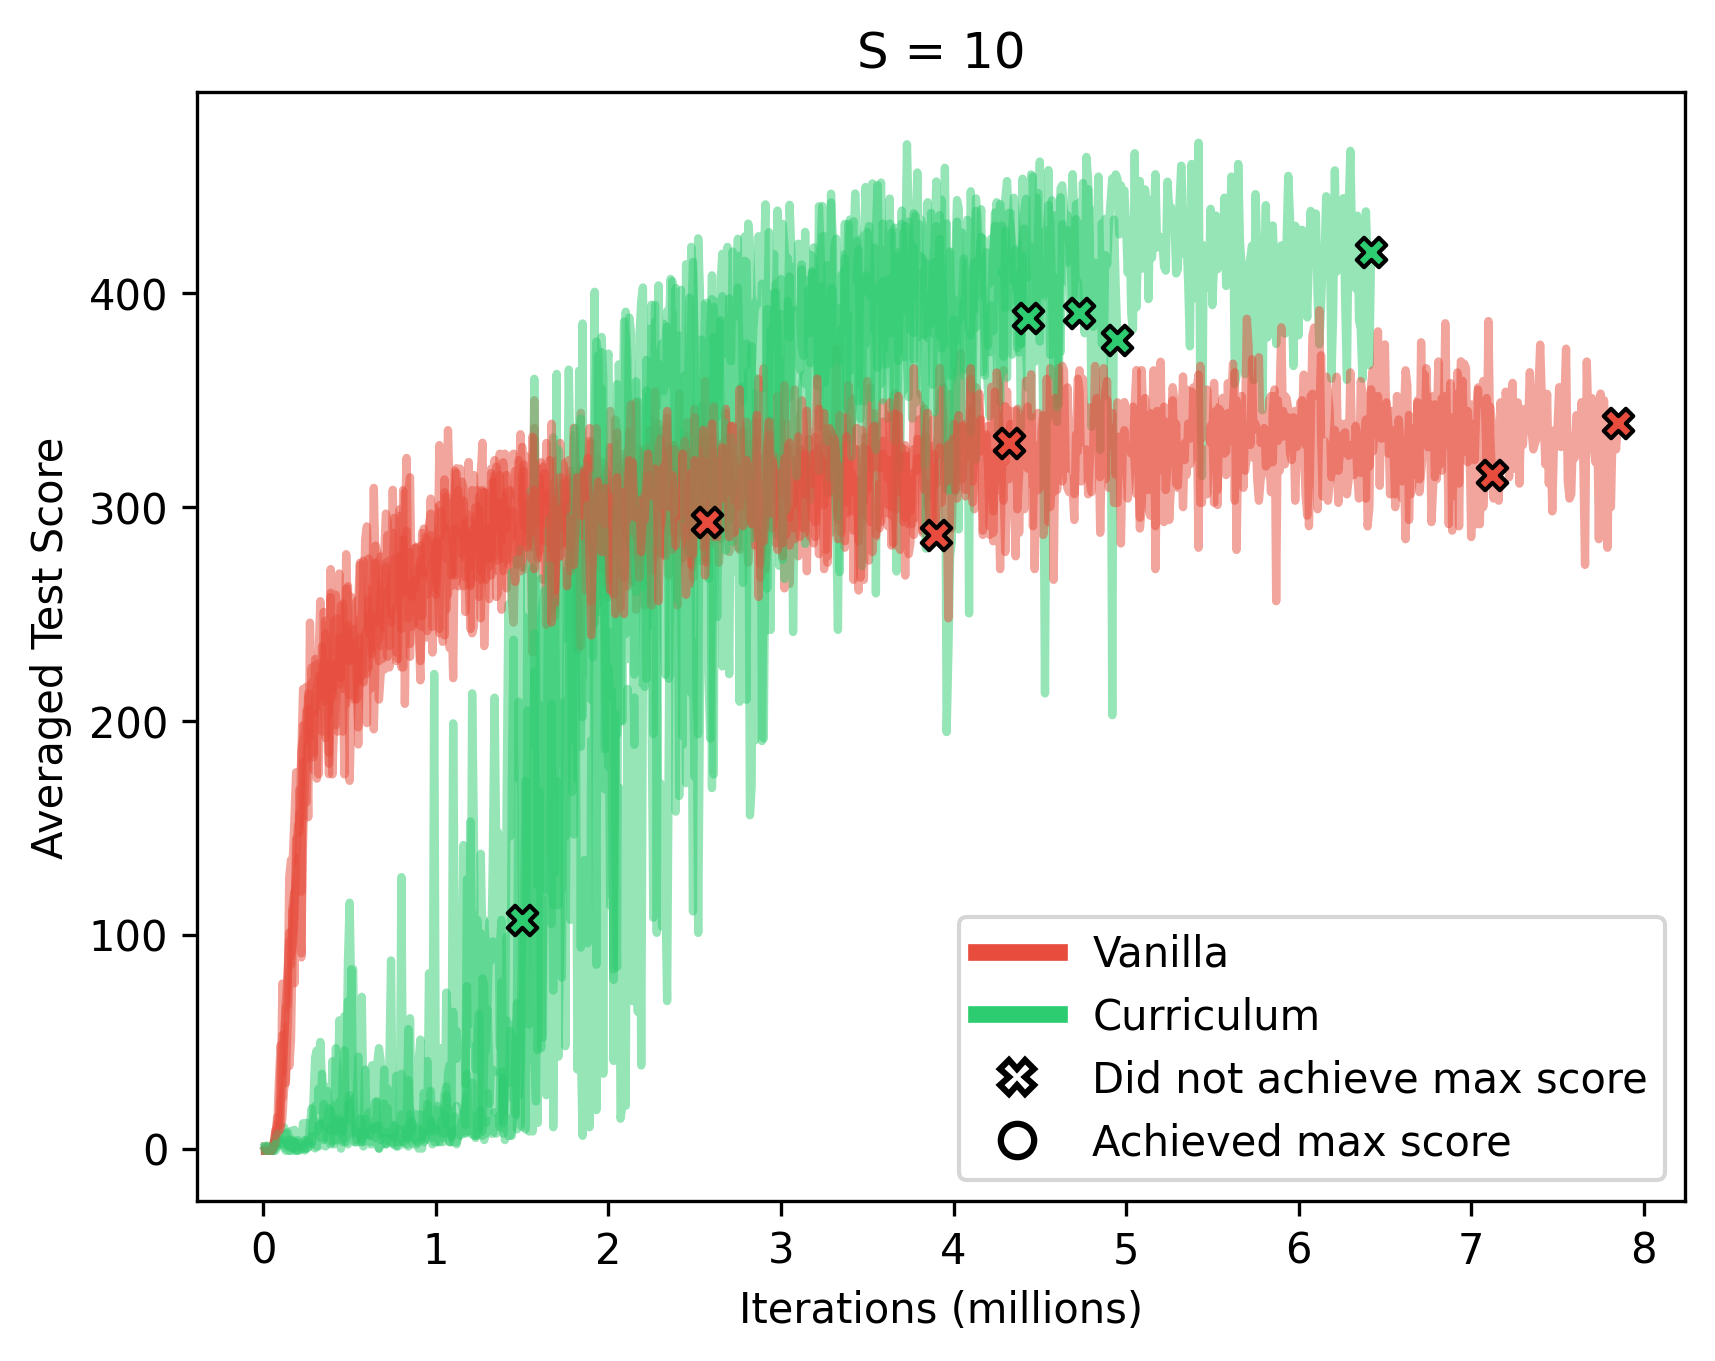 S = 10
Averaged Test Score
400
300
200
100
0
Vanilla
Curriculum
Did not achieve max score
Achieved max score
0 1 2 3 4 5 6 7 8
Iterations (millions)